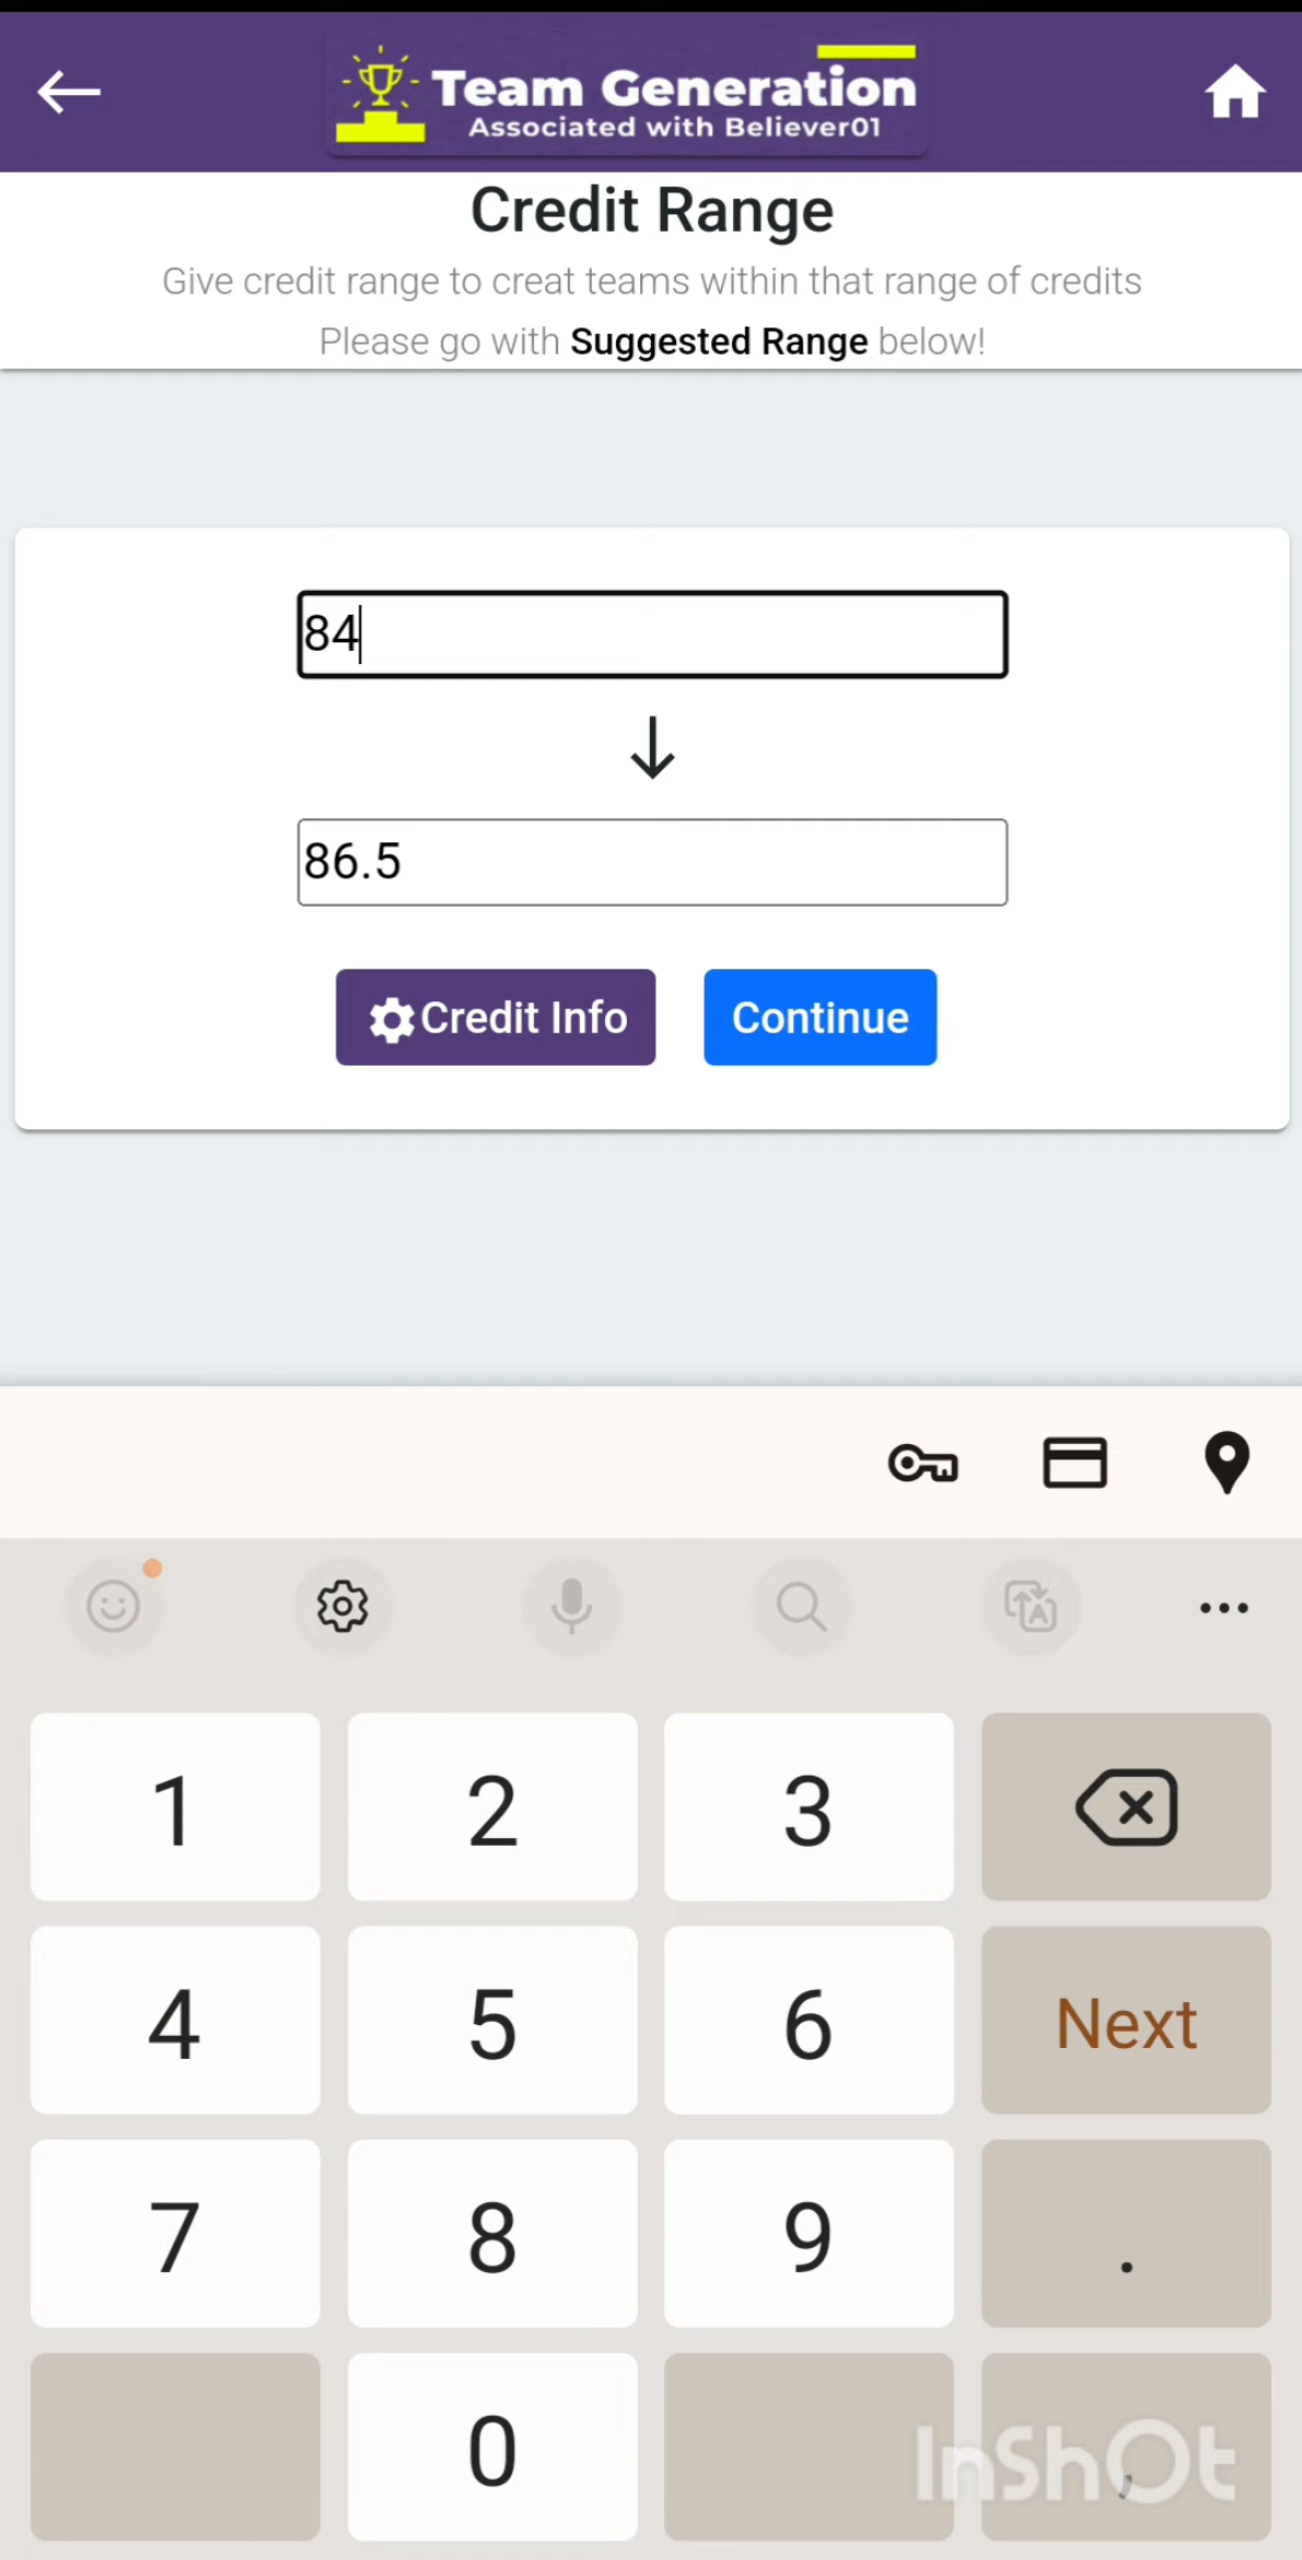 Team Generation
Associated with Believer01
Credit Range
Give credit range to creat teams within that range of credits
Please go with Suggested Range below!
84
86.5
Credit Info
Continue
1 2 3
4 5 6 Next
7 8 9 .
0 ,
InShOt